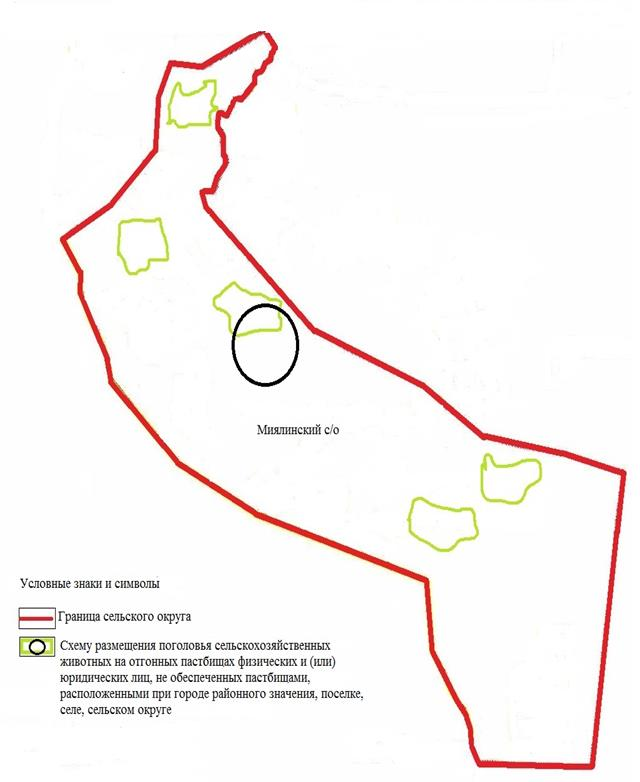 Миялинский с/о
Условные знаки и символы
Граница сельского округа
Схему размещения поголовья сельскохозяйственных
животных на отгонных пастбищах физических и (или)
юридических лиц, не обеспеченных пастбищами,
расположенными при городе районного значения, поселке,
селе, сельском округе